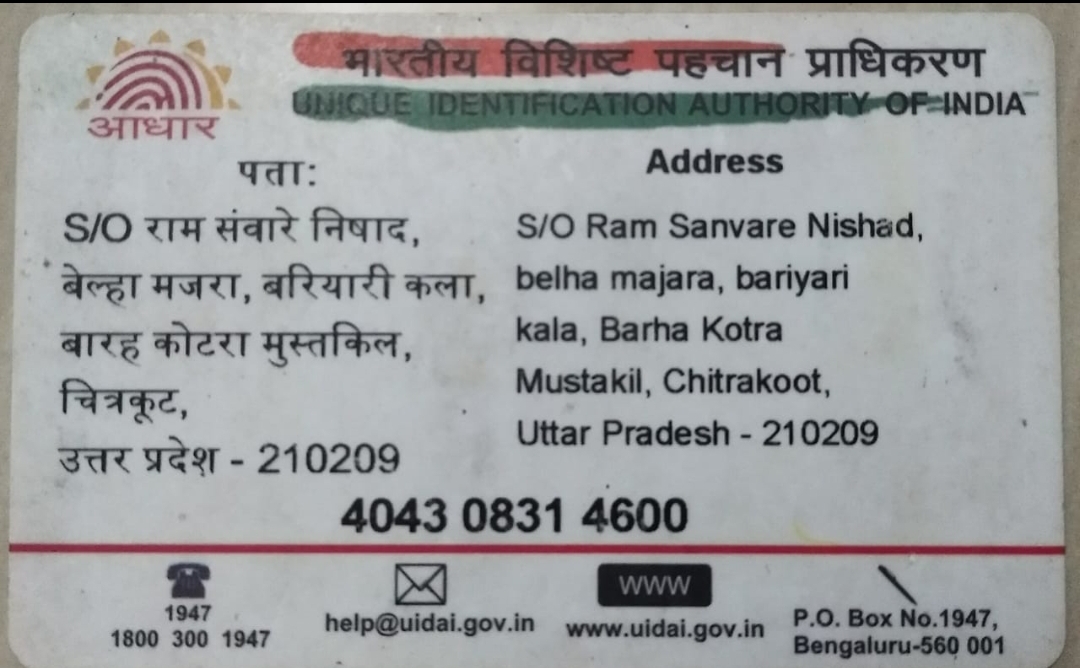 भारतीय विशिष्ट पहचान प्राधिकरण
UNIQUE IDENTIFICATION AUTHORITY OF INDIA
आधार
पता:
S/O राम संवारे निषाद,
बेल्हा मजरा, बरियारी कला,
बारह कोटरा मुस्तकिल,
चित्रकूट,
उत्तर प्रदेश - 210209
Address
S/O Ram Sanvare Nishad,
belha majara, bariyari
kala, Barha Kotra
Mustakil, Chitrakoot,
Uttar Pradesh - 210209
4043 0831 4600
1947
1800 300 1947
help@uidai.gov.in
www
www.uidai.gov.in
P.O. Box No.1947,
Bengaluru-560 001